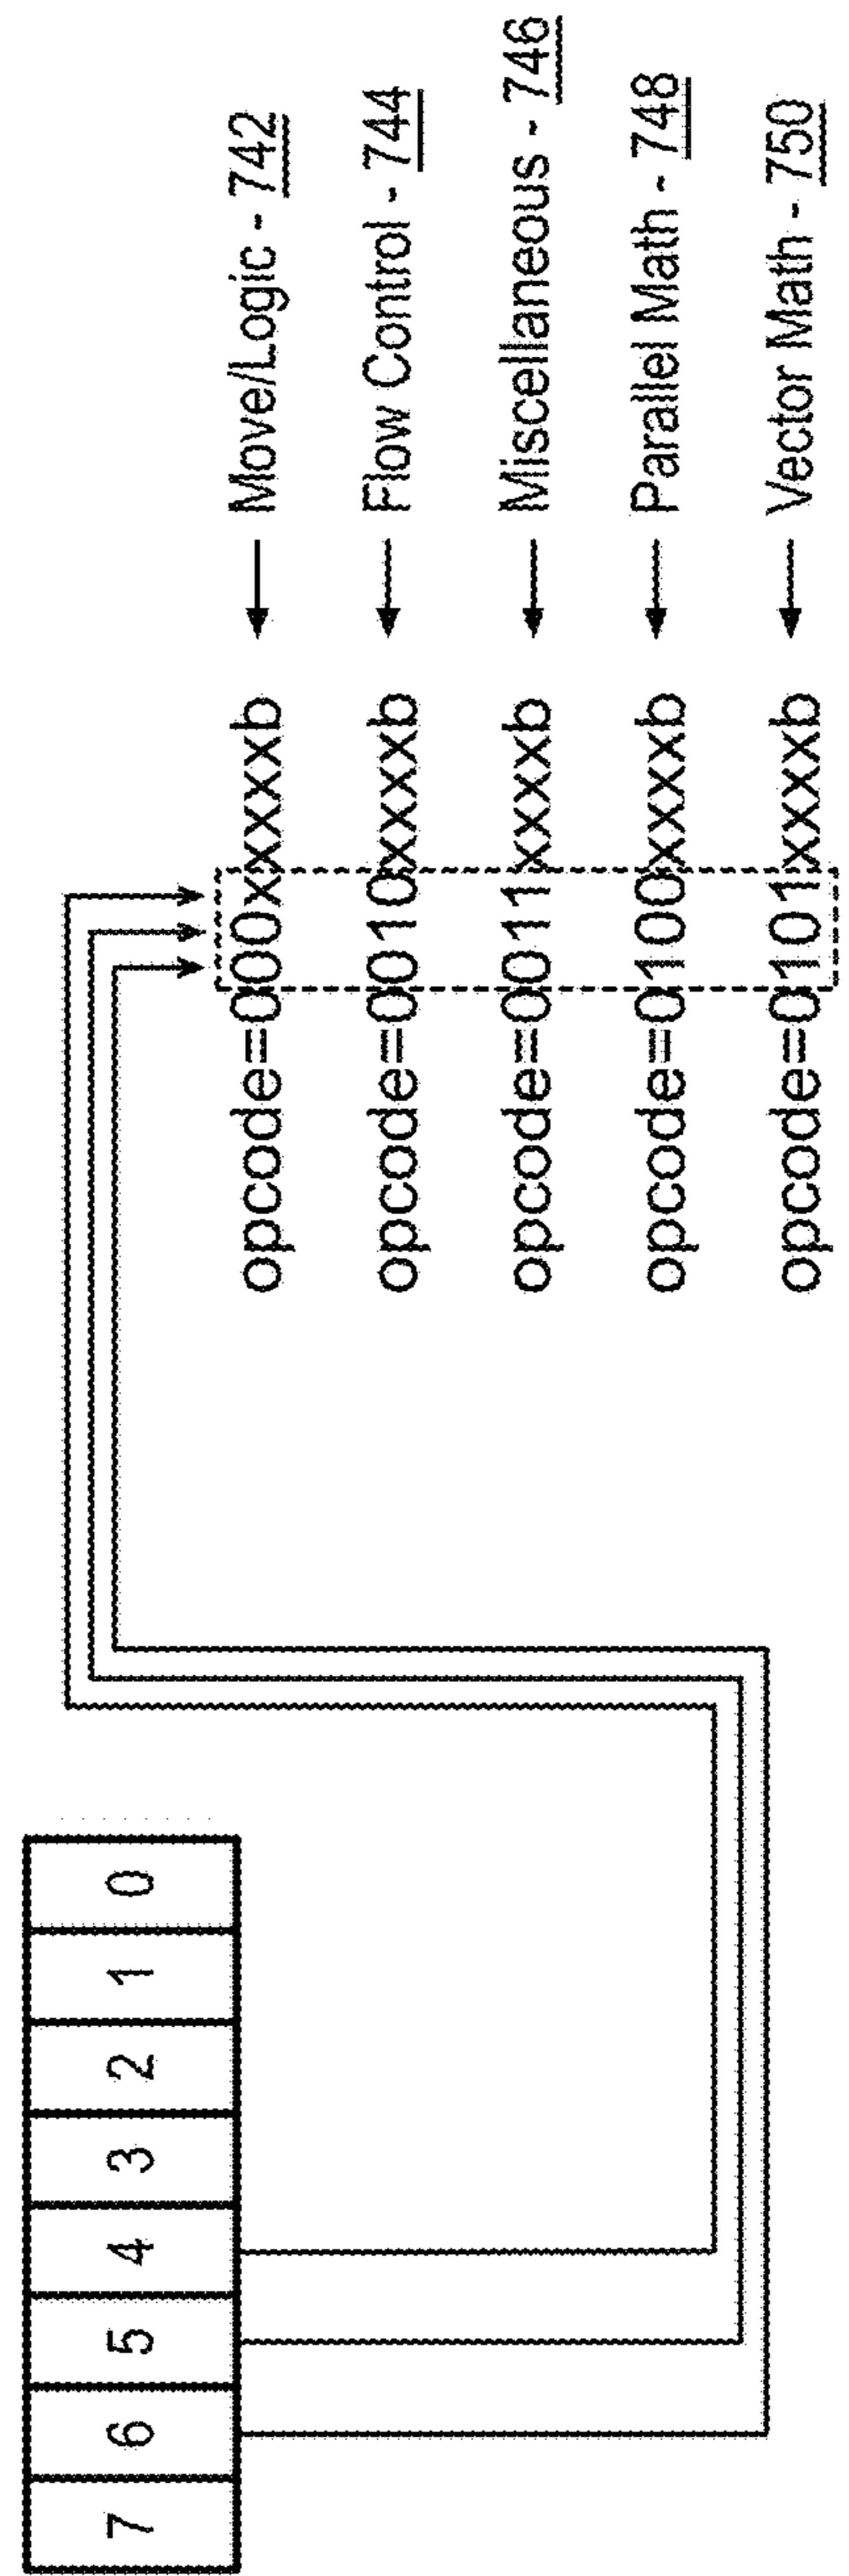 7 6 5 4 3 2 1 0
opcode=000xxxxxb Move/Logic - 742
opcode=0010xxxxb Flow Control - 744
opcode=0011xxxxb Miscellaneous - 746
opcode=0100xxxxb Parallel Math - 748
opcode=0101xxxxb Vector Math - 750